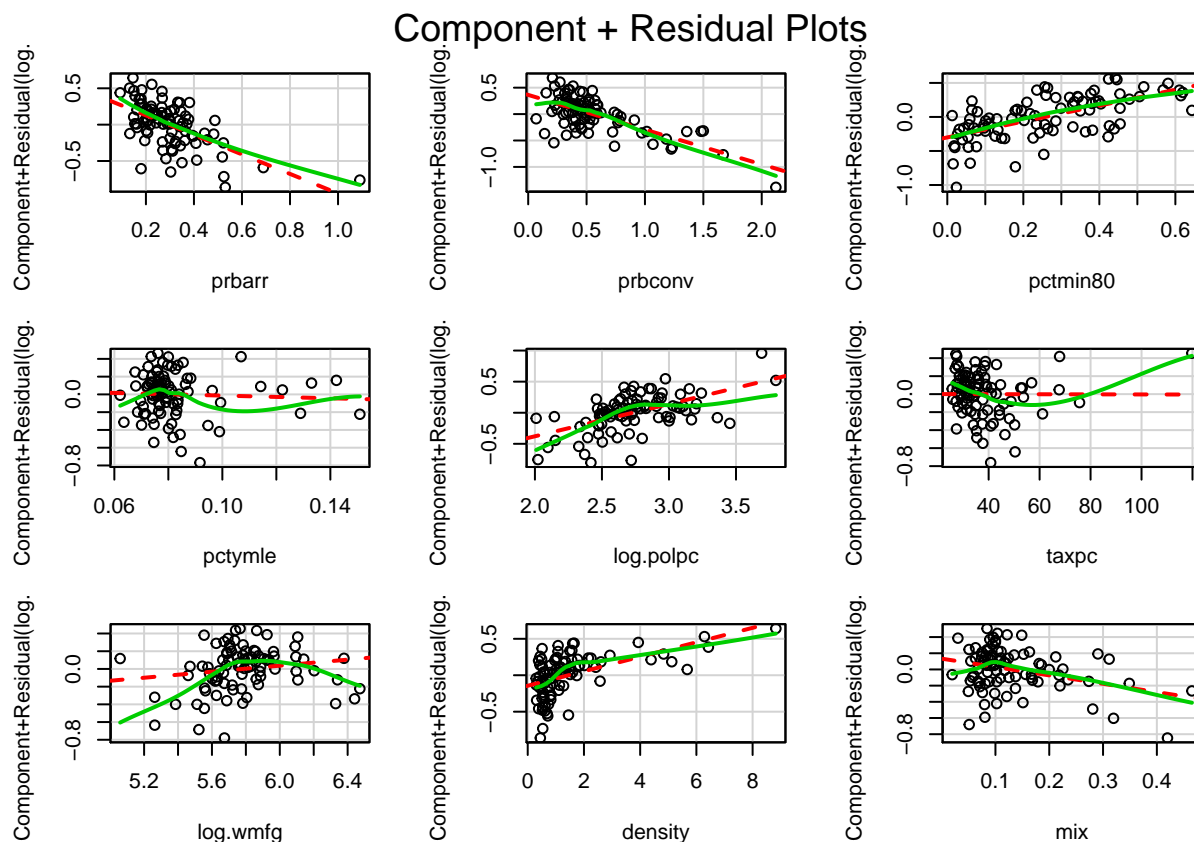 Component + Residual Plots
Component+Residual(log.
0.5
-0.5
0.2 0.4 0.6 0.8 1.0
prbarr
Component+Residual(log.
0.5
-1.0
0.0 0.5 1.0 1.5 2.0
prbconv
Component+Residual(log.
0.0
-1.0
0.0 0.2 0.4 0.6
pctmin80
Component+Residual(log.
0.0
-0.8
0.06 0.10 0.14
pctymle
Component+Residual(log.
0.5
-0.5
2.0 2.5 3.0 3.5
log.polpc
Component+Residual(log.
0.0
-0.8
40 60 80 100
taxpc
Component+Residual(log.
0.0
-0.8
5.2 5.6 6.0 6.4
log.wmfg
Component+Residual(log.
0.5
-0.5
0 2 4 6 8
density
Component+Residual(log.
0.0
-0.8
0.1 0.2 0.3 0.4
mix